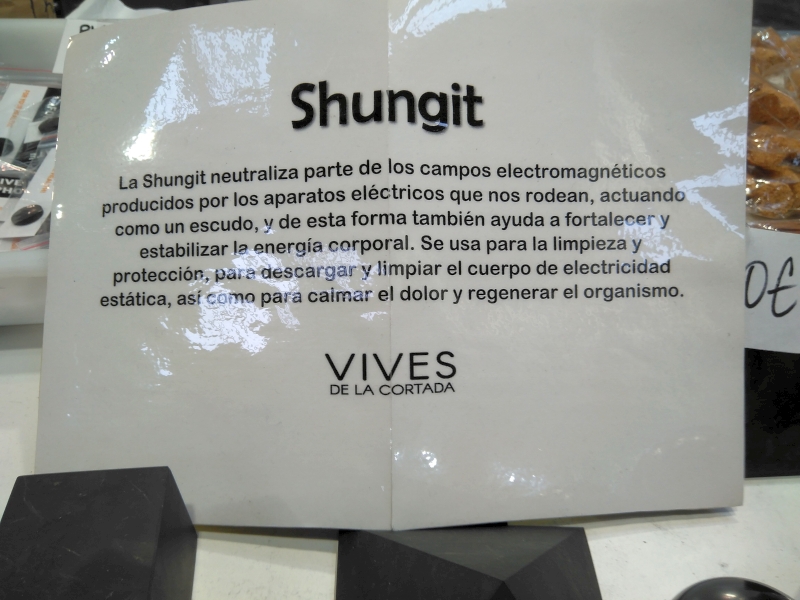 Shungit
La Shungit neutraliza parte de los campos electromagnéticos
producidos por los aparatos eléctricos que nos rodean, actuando
como un escudo, y de esta forma también ayuda a fortalecer y
estabilizar la energía corporal. Se usa para la limpieza y
protección, para descargar y limpiar el cuerpo de electricidad
estática, así como para calmar el dolor y regenerar el organismo.
VIVES
DE LA CORTADA
0€